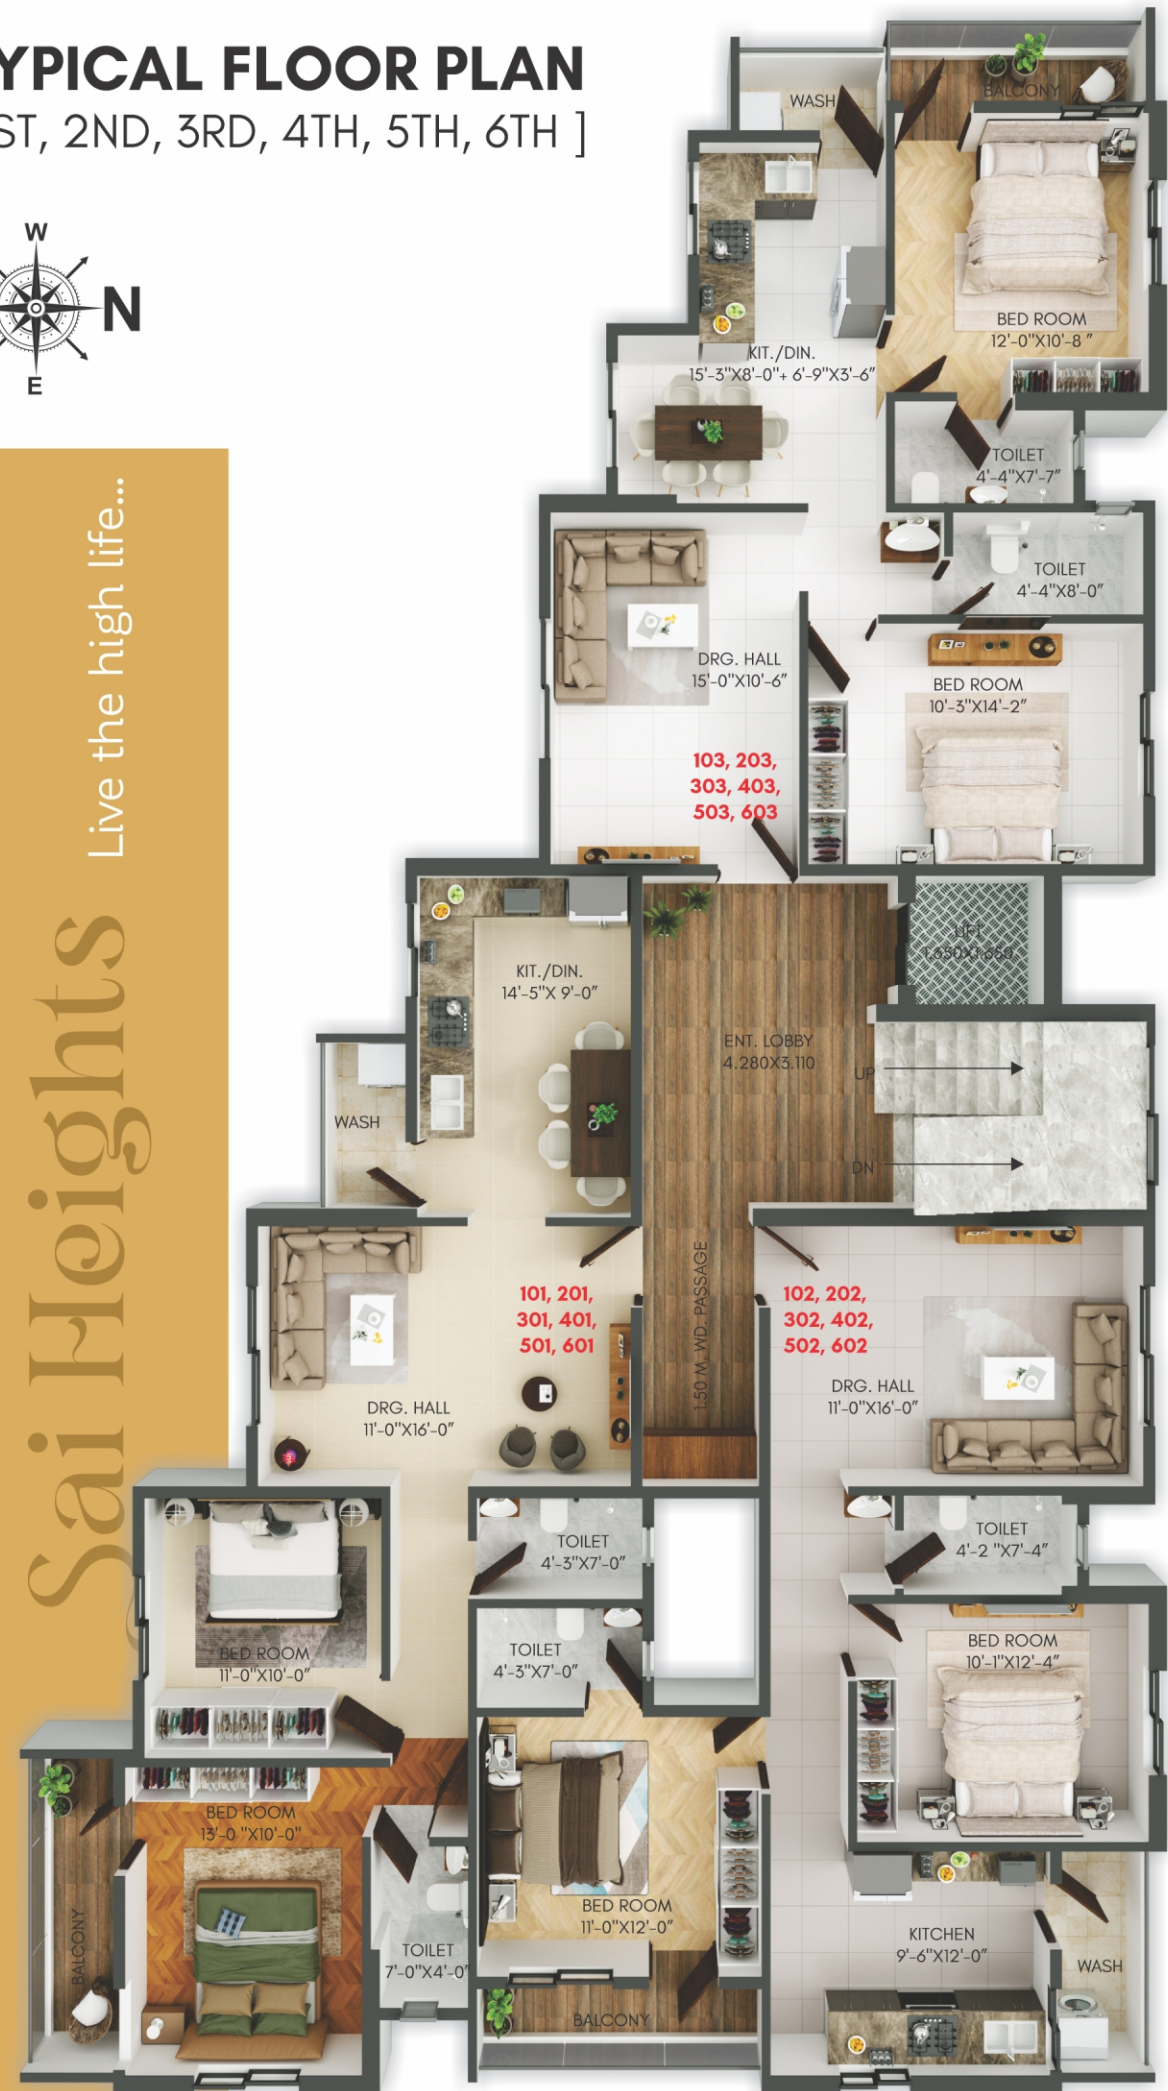 YPICAL FLOOR PLAN
ST, 2ND, 3RD, 4TH, 5TH, 6TH ]
W
N
E
Live the high life...
Sai Heights
WASH
BALCONY
BED ROOM
12'-0"X10'-8 "
KIT./DIN.
15'-3"X8'-0"+ 6'-9"X3'-6"
TOILET
4'-4"X7'-7"
TOILET
4'-4"X8'-0"
DRG. HALL
15'-0"X10'-6"
BED ROOM
10'-3"X14'-2"
103, 203,
303, 403,
503, 603
LIFT
1.650X1.650
KIT./DIN.
14'-5"X 9'-0"
ENT. LOBBY
4.280X3.110
UP
DN
WASH
1.50 M. WD. PASSAGE
101, 201,
301, 401,
501, 601
102, 202,
302, 402,
502, 602
DRG. HALL
11'-0"X16'-0"
DRG. HALL
11'-0"X16'-0"
TOILET
4'-3"X7'-0"
TOILET
4'-2 "X7'-4"
BED ROOM
11'-0"X10'-0"
TOILET
4'-3"X7'-0"
BED ROOM
10'-1"X12'-4"
BED ROOM
13'-0 "X10'-0"
BED ROOM
11'-0"X12'-0"
BALCONY
TOILET
7'-0"X4'-0"
KITCHEN
9'-6"X12'-0"
WASH
BALCONY